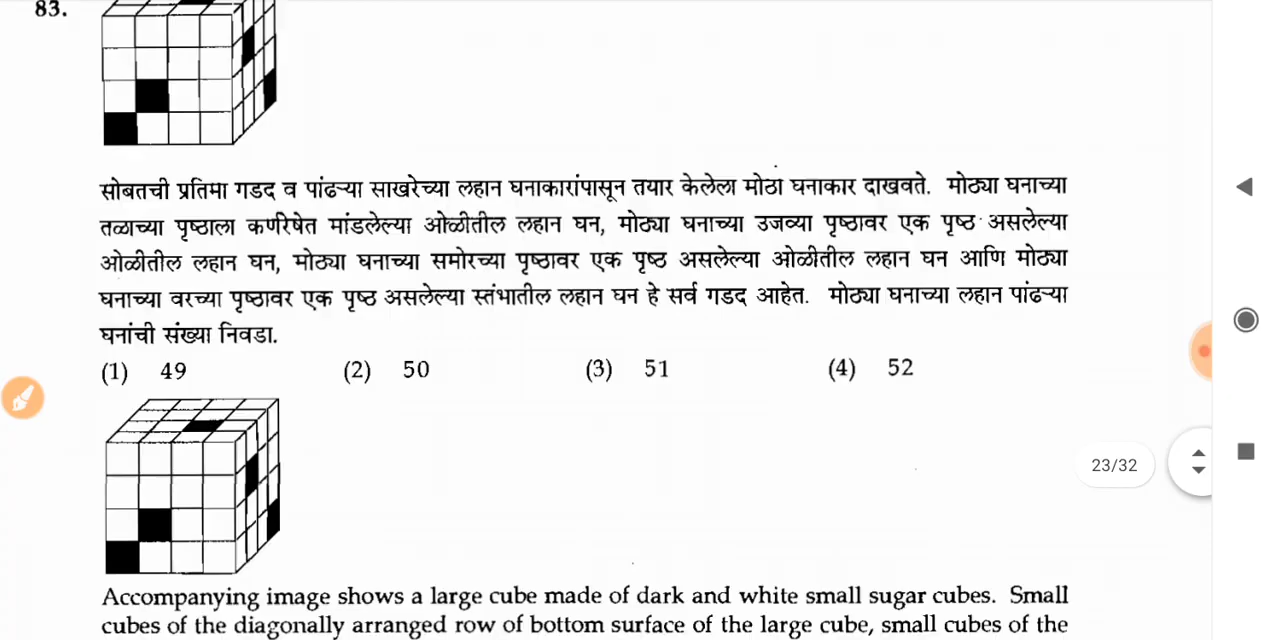 83.
सोबतची प्रतिमा गडद व पांढऱ्या साखरेच्या लहान घनाकारांपासून तयार केलेला मोठा घनाकार दाखवते. मोठ्या घनाच्या
तळाच्या पृष्ठाला कर्णरेषेत मांडलेल्या ओळीतील लहान घन, मोठ्या घनाच्या उजव्या पृष्ठावर एक पृष्ठ असलेल्या
ओळीतील लहान घन, मोठ्या घनाच्या समोरच्या पृष्ठावर एक पृष्ठ असलेल्या ओळीतील लहान घन आणि मोठ्या
घनाच्या वरच्या पृष्ठावर एक पृष्ठ असलेल्या स्तंभातील लहान घन हे सर्व गडद आहेत. मोठ्या घनाच्या लहान पांढऱ्या
घनांची संख्या निवडा.
(1) 49 (2) 50 (3) 51 (4) 52
23/32
Accompanying image shows a large cube made of dark and white small sugar cubes. Small
cubes of the diagonally arranged row of bottom surface of the large cube, small cubes of the